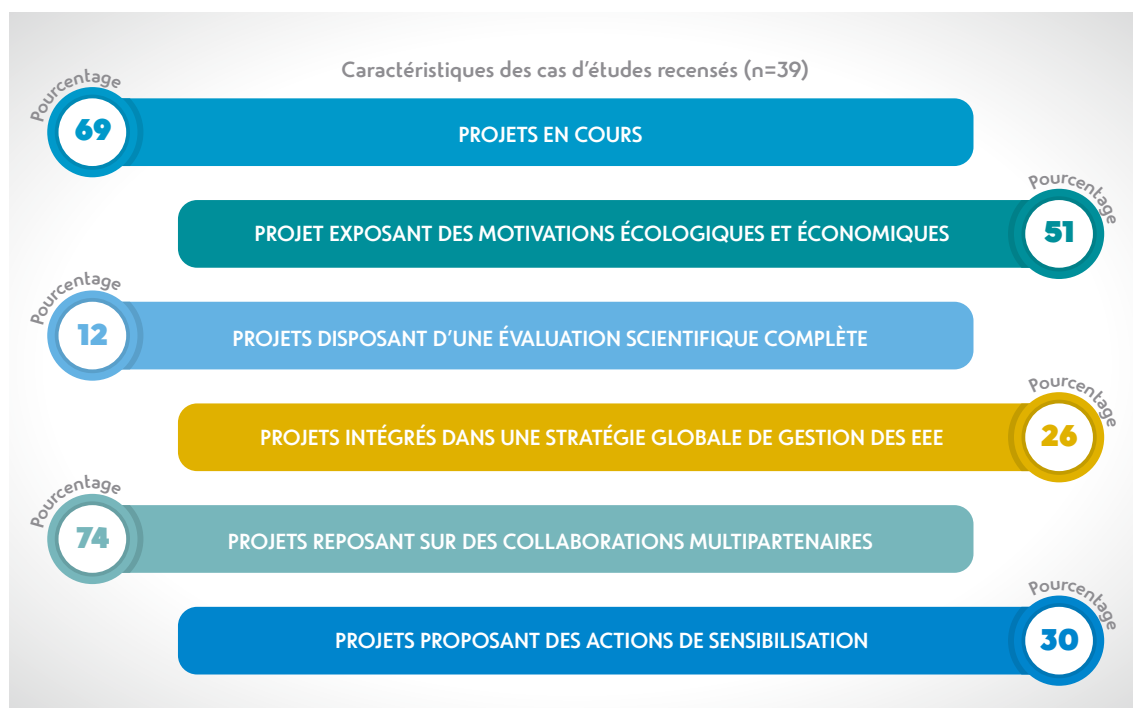 Caractéristiques des cas d'études recensés (n=39)
Pourcentage
69
PROJETS EN COURS
Pourcentage
PROJET EXPOSANT DES MOTIVATIONS ÉCOLOGIQUES ET ÉCONOMIQUES
51
Pourcentage
12
PROJETS DISPOSANT D'UNE ÉVALUATION SCIENTIFIQUE COMPLÈTE
Pourcentage
PROJETS INTÉGRÉS DANS UNE STRATÉGIE GLOBALE DE GESTION DES EEE
26
Pourcentage
74
PROJETS REPOSANT SUR DES COLLABORATIONS MULTIPARTENAIRES
Pourcentage
PROJETS PROPOSANT DES ACTIONS DE SENSIBILISATION
30